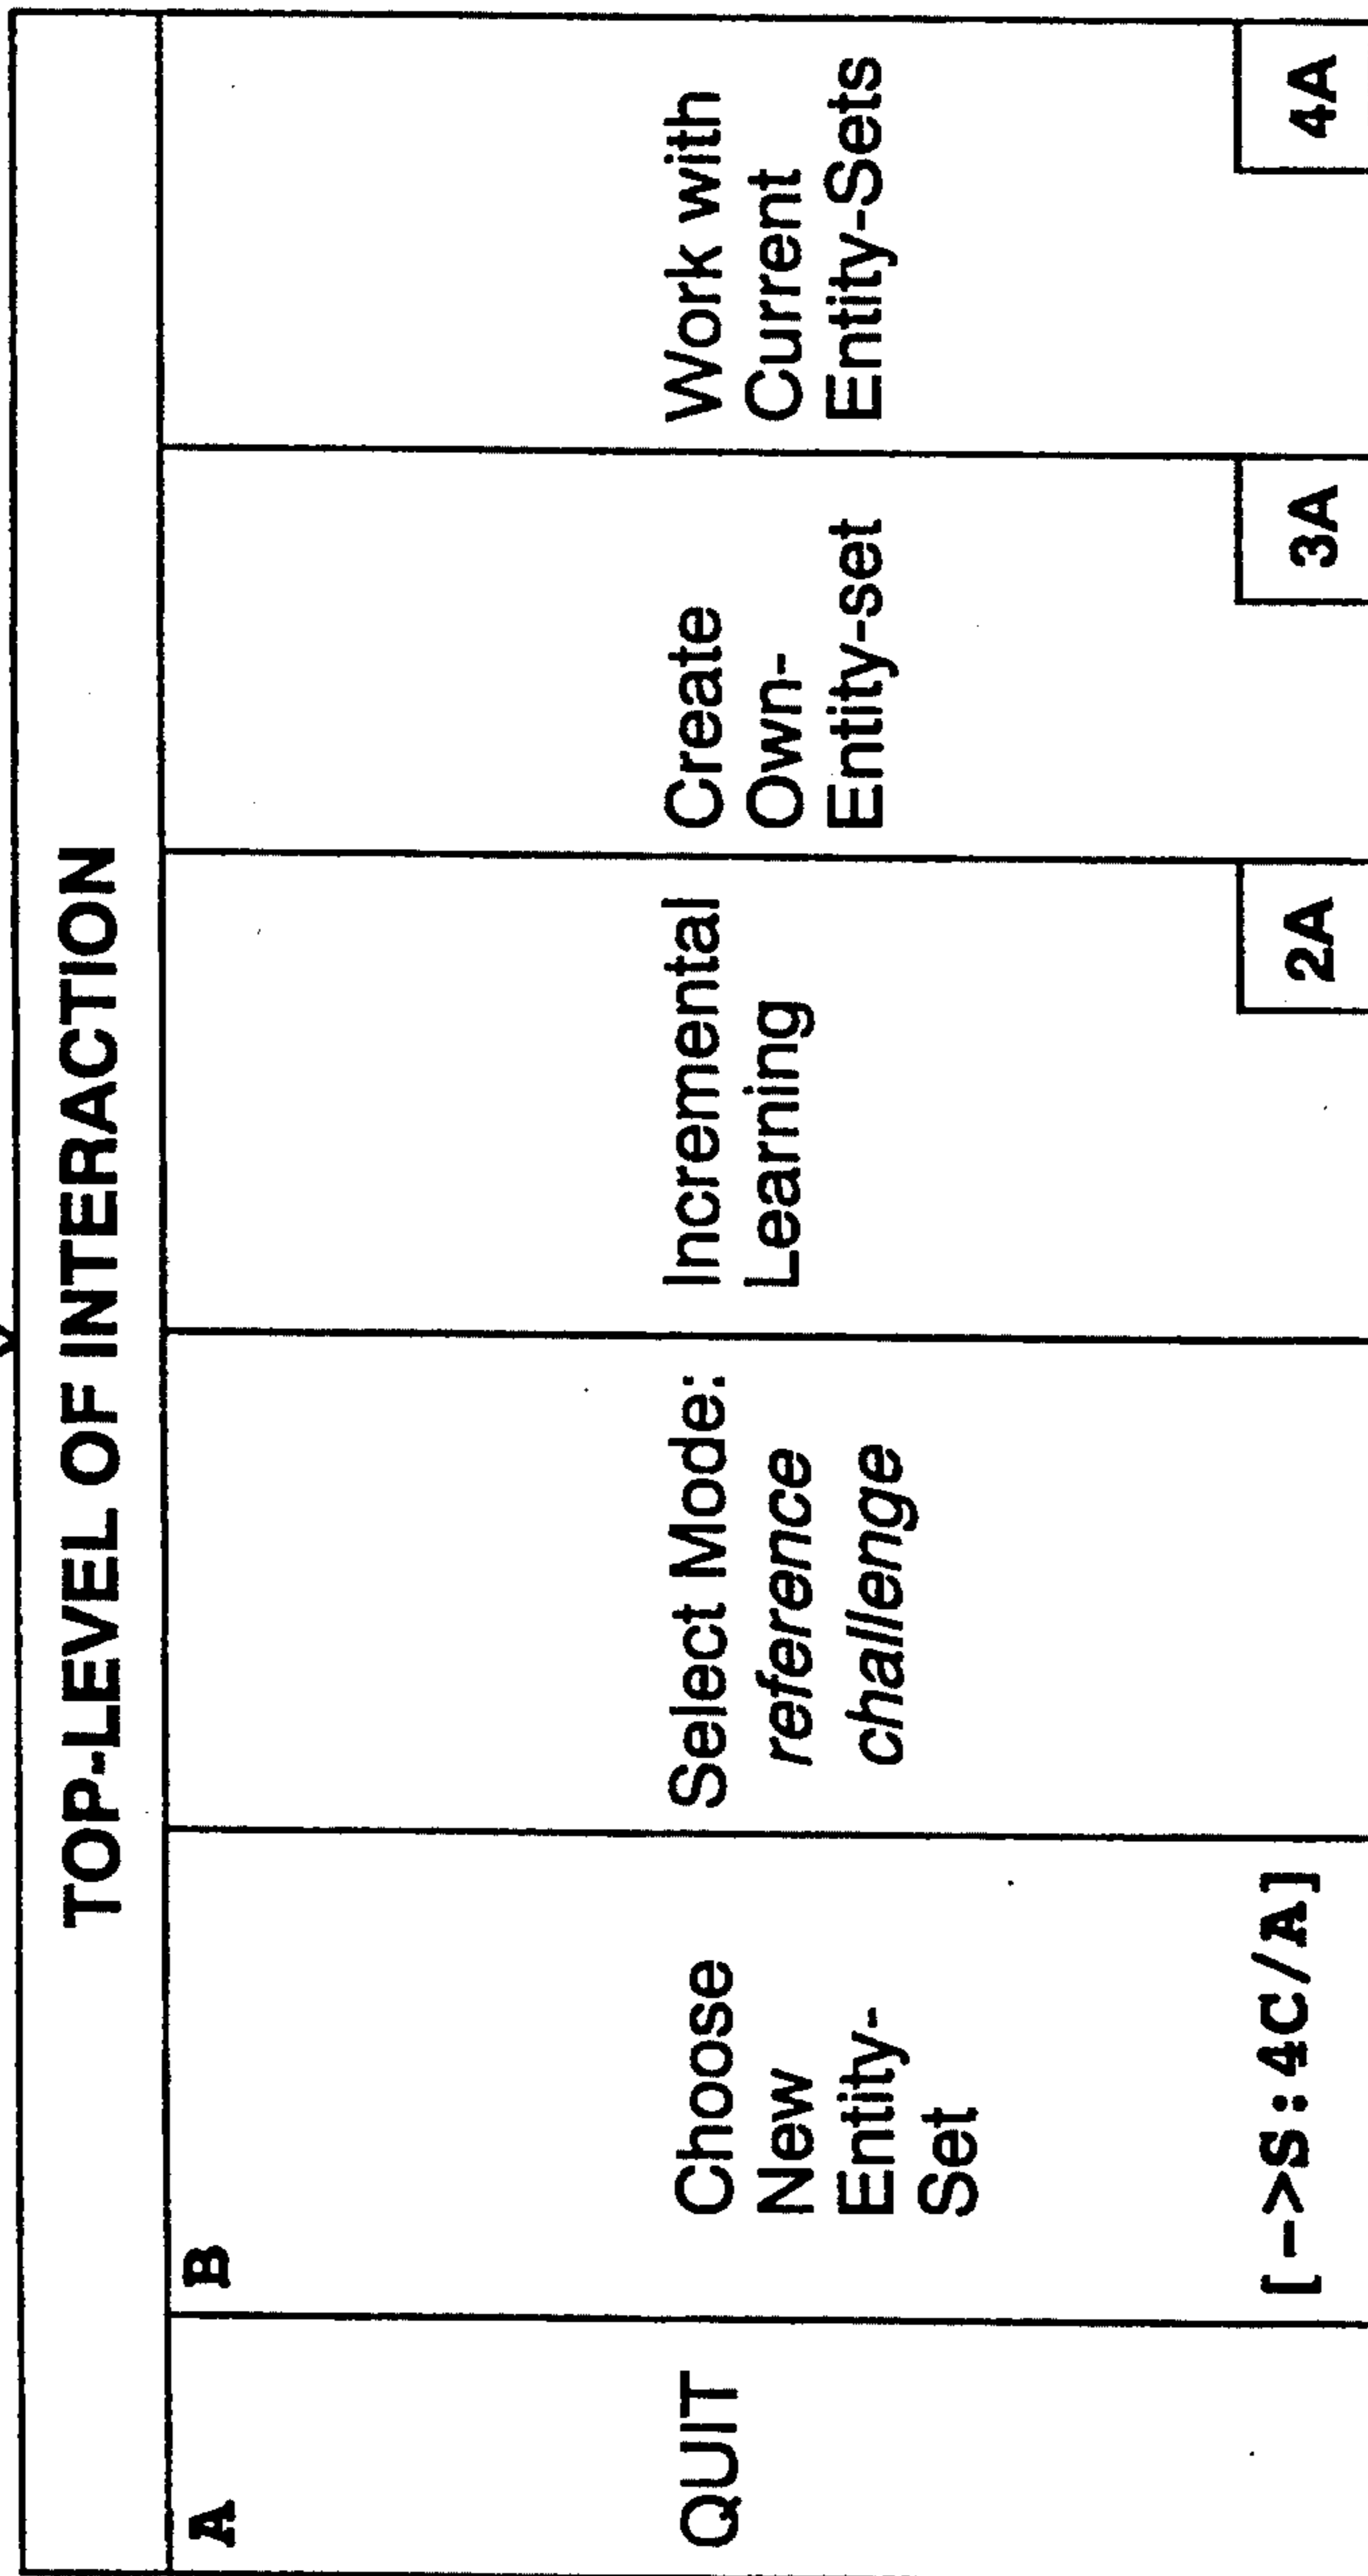 TOP-LEVEL OF INTERACTION
A
QUIT
B
Choose
New
Entity-
Set
[->S:4C/A]
Select Mode:
reference
challenge
Incremental
Learning
2A
Create
Own-
Entity-set
3A
Work with
Current
Entity-Sets
4A